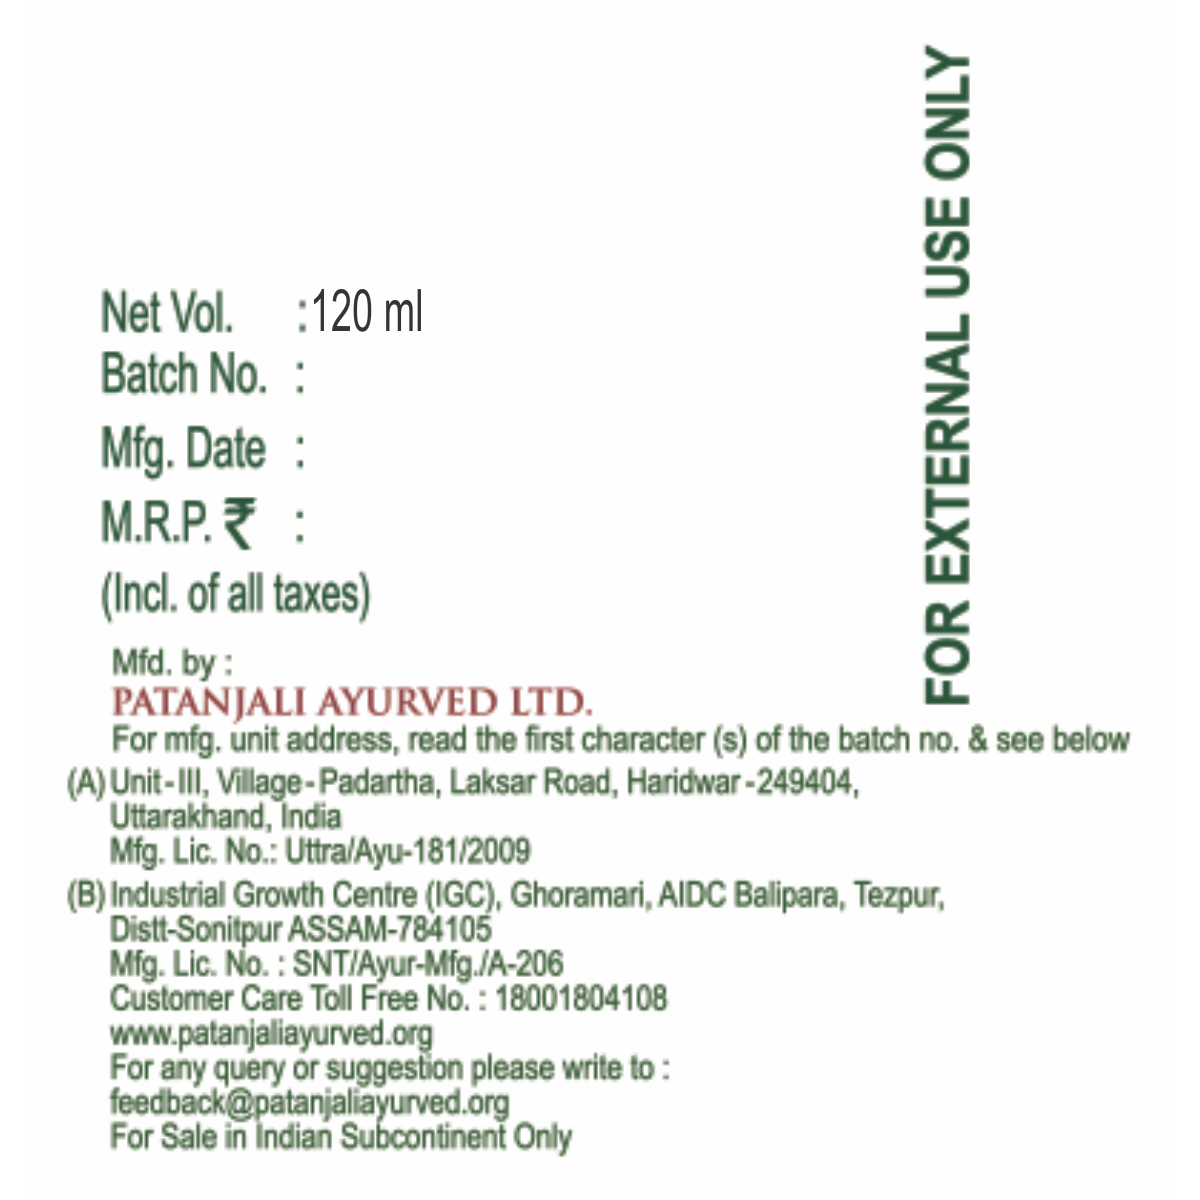 FOR EXTERNAL USE ONLY
Net Vol. :120 ml
Batch No. :
Mfg. Date :
M.R.P. ₹ :
(Incl. of all taxes)
Mfd. by :
PATANJALI AYURVED LTD.
For mfg. unit address, read the first character (s) of the batch no. & see below
(A) Unit-III, Village-Padartha, Laksar Road, Haridwar-249404,
Uttarakhand, India
Mfg. Lic. No.: Uttra/Ayu-181/2009
(B) Industrial Growth Centre (IGC), Ghoramari, AIDC Balipara, Tezpur,
Distt-Sonitpur ASSAM-784105
Mfg. Lic. No. : SNT/Ayur-Mfg./A-206
Customer Care Toll Free No. : 18001804108
www.patanjaliayurved.org
For any query or suggestion please write to :
feedback@patanjaliayurved.org
For Sale in Indian Subcontinent Only